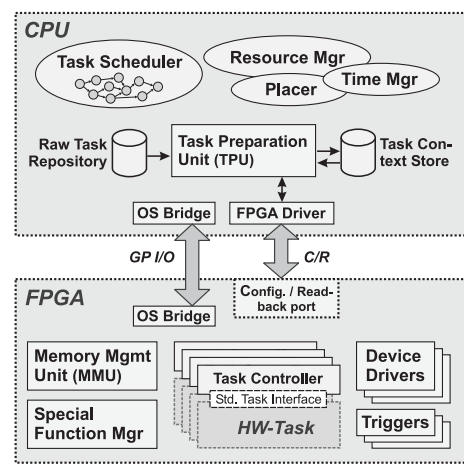 CPU
Task Scheduler
Resource Mgr
Time Mgr
Placer
Raw Task
Repository
Task Preparation
Unit (TPU)
Task Con-
text Store
OS Bridge
FPGA Driver
GP I/O
C/R
FPGA
Config. / Read-
back port
OS Bridge
Memory Mgmt
Unit (MMU)
Task Controller
Std. Task Interface
HW-Task
Device
Drivers
Special
Function Mgr
Triggers